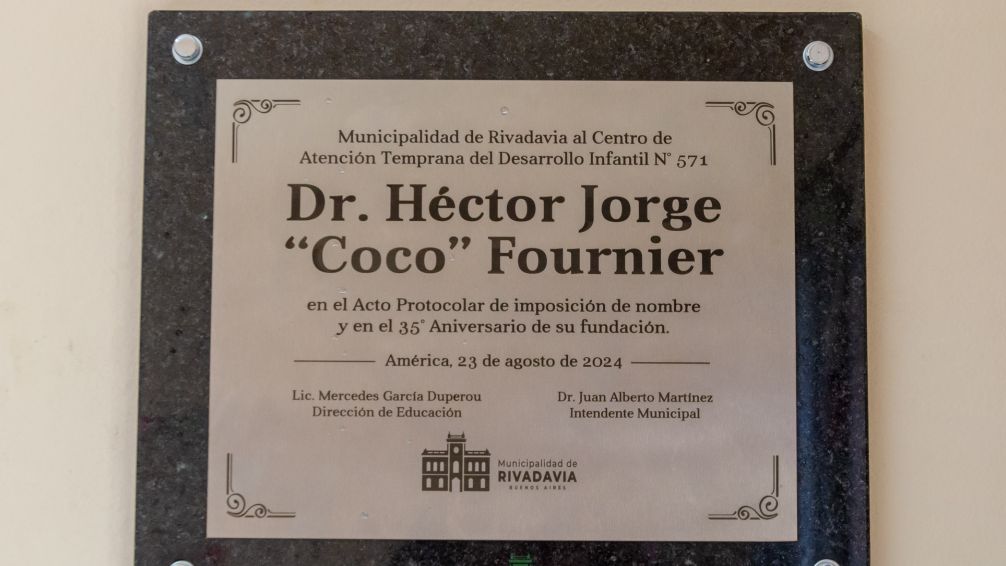 Municipalidad de Rivadavia al Centro de
Atención Temprana del Desarrollo Infantil N° 571
Dr. Héctor Jorge
“Coco” Fournier
en el Acto Protocolar de imposición de nombre
y en el 35° Aniversario de su fundación.
América, 23 de agosto de 2024
Lic. Mercedes García Duperou
Dirección de Educación
Dr. Juan Alberto Martínez
Intendente Municipal
Municipalidad de
RIVADAVIA
BUENOS AIRES